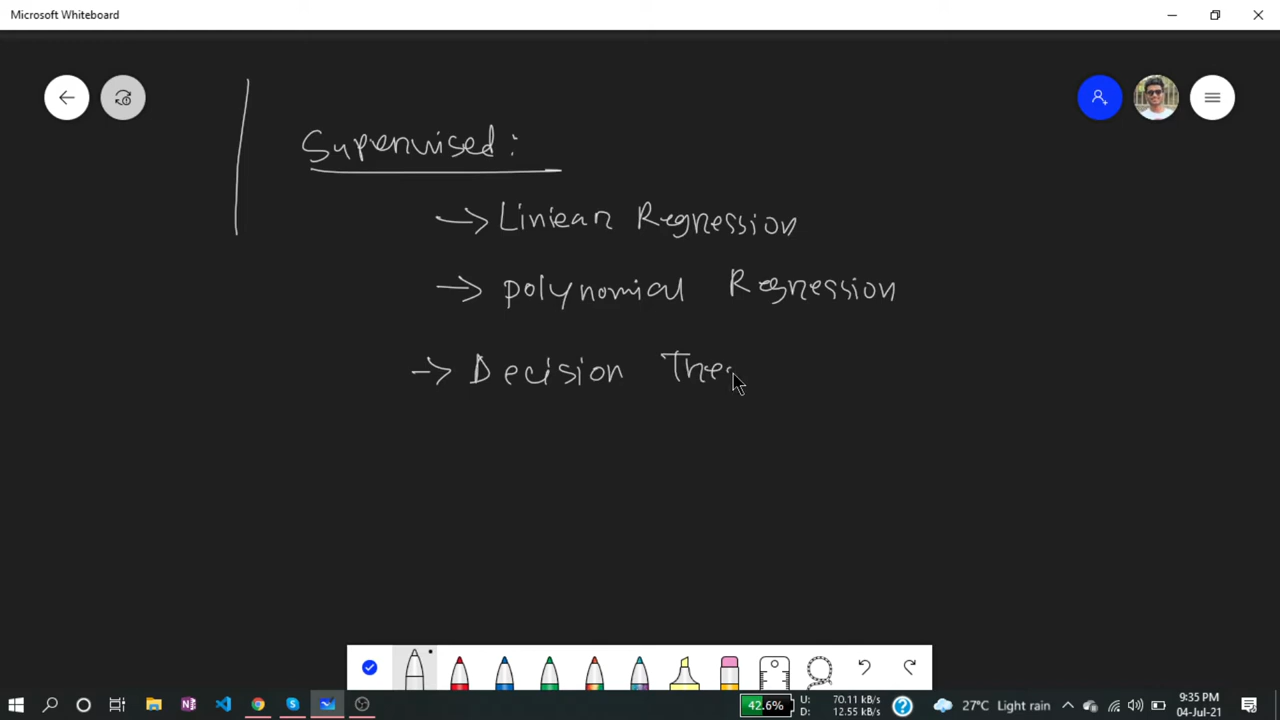 Microsoft Whiteboard
Supervised:
→ Liniear Regression
→ polynomial Regression
→ Decision Tree
42.6%
U: 70.11 kB/s
D: 12.55 kB/s
27°C Light rain
9:35 PM
04-Jul-21